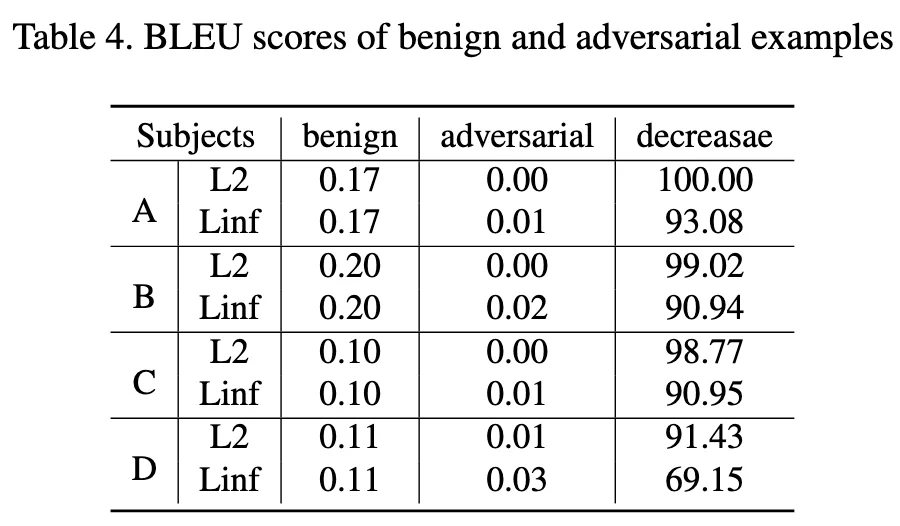 Table 4. BLEU scores of benign and adversarial examples
Subjects benign adversarial decreasae
A L2 0.17 0.00 100.00
Linf 0.17 0.01 93.08
B L2 0.20 0.00 99.02
Linf 0.20 0.02 90.94
C L2 0.10 0.00 98.77
Linf 0.10 0.01 90.95
D L2 0.11 0.01 91.43
Linf 0.11 0.03 69.15